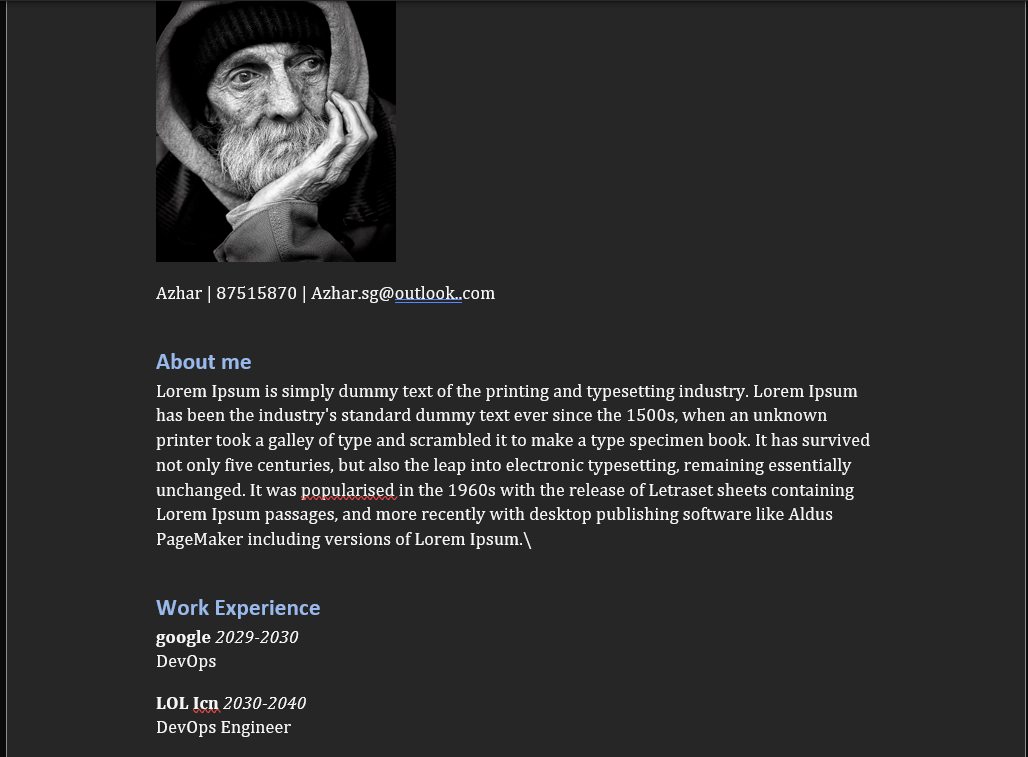 Azhar | 87515870 | Azhar.sg@outlook..com
About me
Lorem Ipsum is simply dummy text of the printing and typesetting industry. Lorem Ipsum
has been the industry's standard dummy text ever since the 1500s, when an unknown
printer took a galley of type and scrambled it to make a type specimen book. It has survived
not only five centuries, but also the leap into electronic typesetting, remaining essentially
unchanged. It was popularised in the 1960s with the release of Letraset sheets containing
Lorem Ipsum passages, and more recently with desktop publishing software like Aldus
PageMaker including versions of Lorem Ipsum.\
Work Experience
google 2029-2030
DevOps
LOL Icn 2030-2040
DevOps Engineer